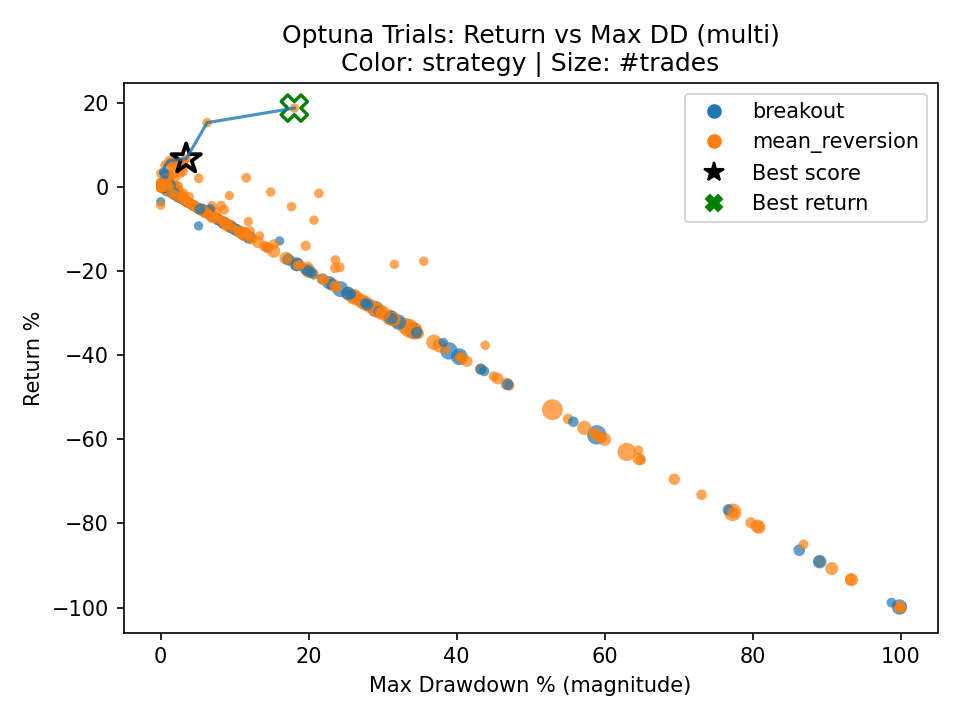 Optuna Trials: Return vs Max DD (multi)
Color: strategy | Size: #trades
breakout
mean_reversion
Best score
Best return
Return %
20
0
−20
−40
−60
−80
−100
0
20
40
60
80
100
Max Drawdown % (magnitude)